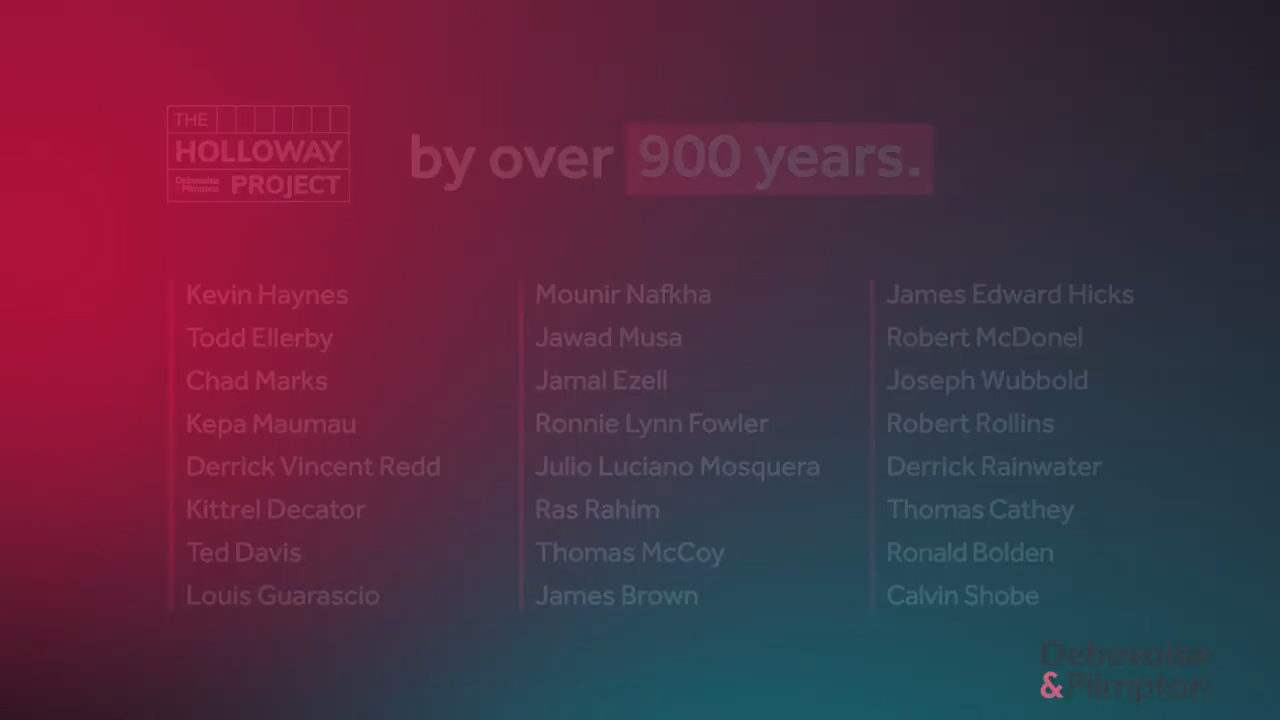 THE
HOLLOWAY
Debevoise
Plimpton
PROJECT
by over 900 years.
Kevin Haynes
Todd Ellerby
Chad Marks
Kepa Maumau
Derrick Vincent Redd
Kittrel Decator
Ted Davis
Louis Guarascio
Mounir Nafkha
Jawad Musa
Jamal Ezell
Ronnie Lynn Fowler
Julio Luciano Mosquera
Ras Rahim
Thomas McCoy
James Brown
James Edward Hicks
Robert McDonel
Joseph Wubbold
Robert Rollins
Derrick Rainwater
Thomas Cathey
Ronald Bolden
Calvin Shobe
Debevoise
&Plimpton